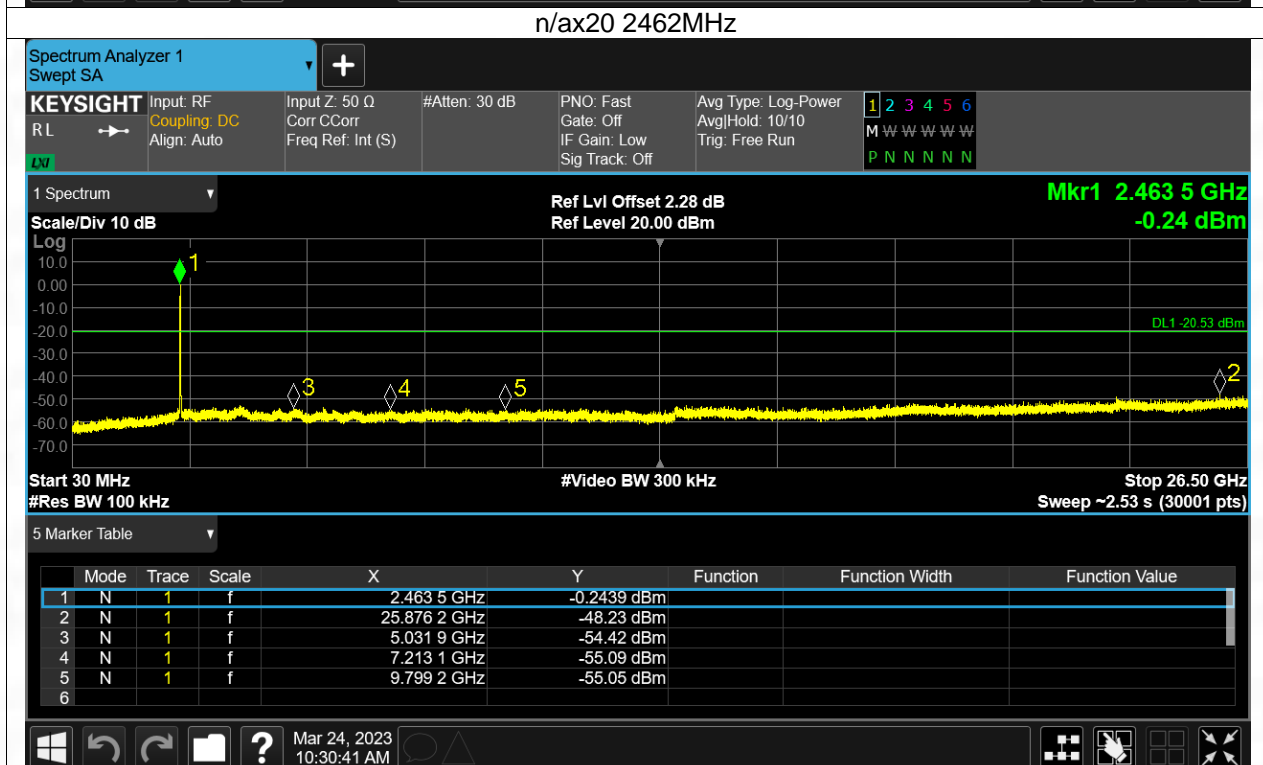 n/ax20 2462MHz
Spectrum Analyzer 1
Swept SA
+
KEYSIGHT Input: RF Input Z: 50 Ω #Atten: 30 dB PNO: Fast Avg Type: Log-Power 1 2 3 4 5 6
RL Coupling: DC Corr CCorr Gate: Off Avg|Hold: 10/10 M W W W W W
Align: Auto Freq Ref: Int (S) IF Gain: Low Trig: Free Run
LXI Sig Track: Off P N N N N N
1 Spectrum Ref Lvl Offset 2.28 dB Mkr1 2.463 5 GHz
Scale/Div 10 dB Ref Level 20.00 dBm -0.24 dBm
Log
10.0 1
0.00
-10.0
-20.0 DL1 -20.53 dBm
-30.0
-40.0 3 4 5 2
-50.0
-60.0
-70.0
Start 30 MHz #Video BW 300 kHz Stop 26.50 GHz
#Res BW 100 kHz Sweep ~2.53 s (30001 pts)
5 Marker Table
Mode Trace Scale X Y Function Function Width Function Value
1 N 1 f 2.463 5 GHz -0.2439 dBm
2 N 1 f 25.876 2 GHz -48.23 dBm
3 N 1 f 5.031 9 GHz -54.42 dBm
4 N 1 f 7.213 1 GHz -55.09 dBm
5 N 1 f 9.799 2 GHz -55.05 dBm
6
? Mar 24, 2023
10:30:41 AM